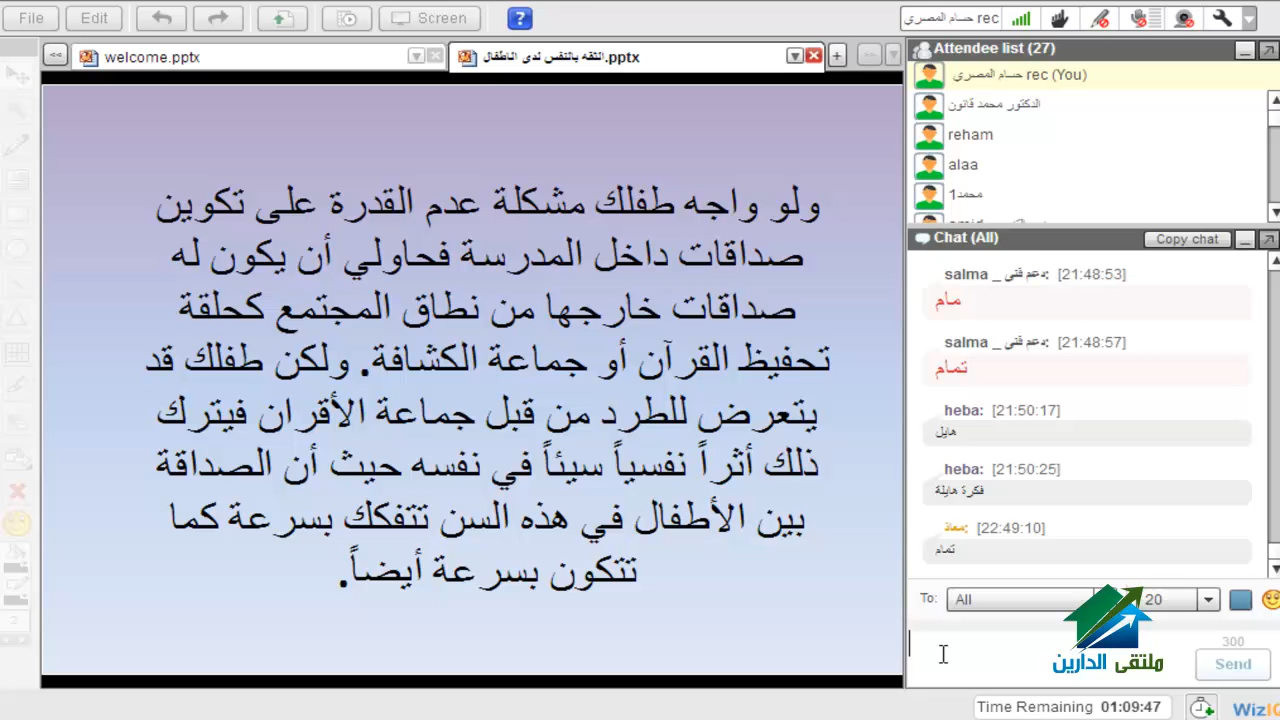 File
Edit
Screen
حسام المصري rec
<<
welcome.pptx
الثقه بالنفس لدى الاطفال.pptx
ولو واجه طفلك مشكلة عدم القدرة على تكوين
صداقات داخل المدرسة فحاولي أن يكون له
صداقات خارجها من نطاق المجتمع كحلقة
تحفيظ القرآن أو جماعة الكشافة. ولكن طفلك قد
يتعرض للطرد من قبل جماعة الأقران فيترك
ذلك أثراً نفسياً سيئاً في نفسه حيث أن الصداقة
بين الأطفال في هذه السن تتفكك بسرعة كما
تتكون بسرعة أيضاً.
Attendee list (27)
حسام المصري rec (You)
الدكتور محمد قانون
reham
alaa
محمد1
Chat (All)
Copy chat
salma _ دعم فنى: [21:48:53]
مام
salma _ دعم فنى: [21:48:57]
تمام
heba: [21:50:17]
هايل
heba: [21:50:25]
فكرة هايلة
معاذ: [22:49:10]
تمام
To:
All
20
300
Send
ملتقى الدارين
Time Remaining 01:09:47